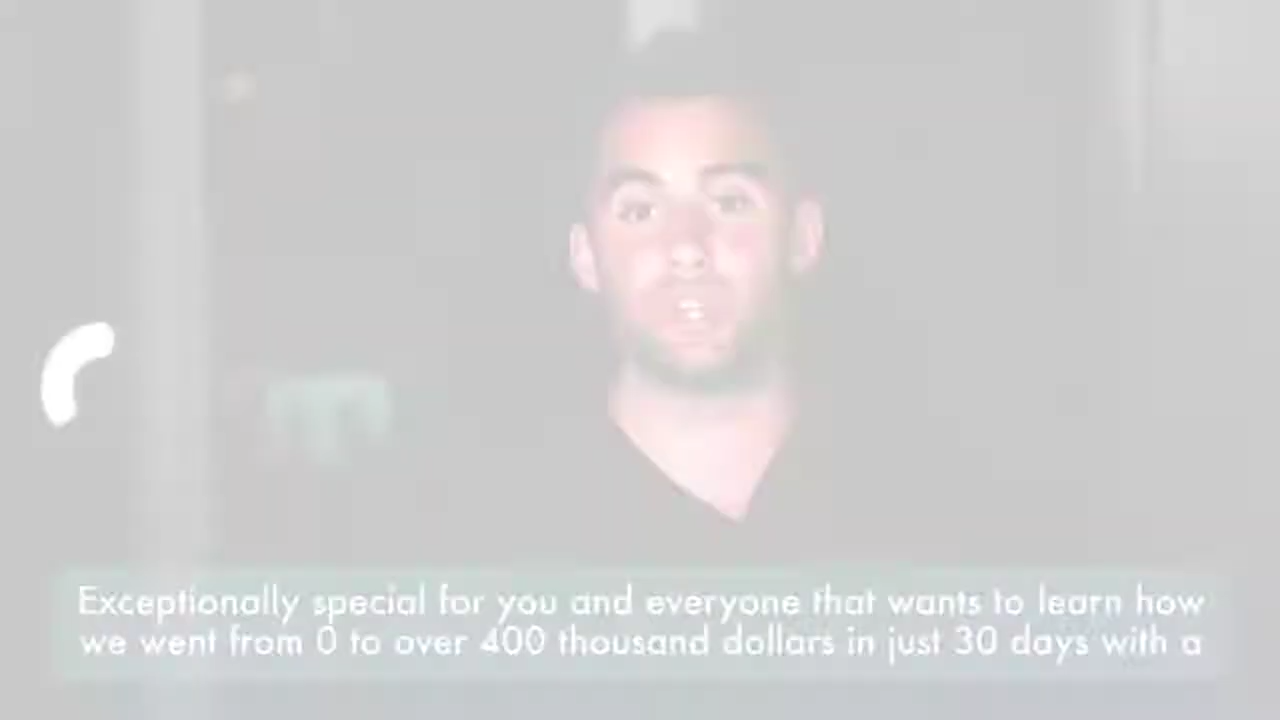 Exceptionally special for you and everyone that wants to learn how
we went from 0 to over 400 thousand dollars in just 30 days with a